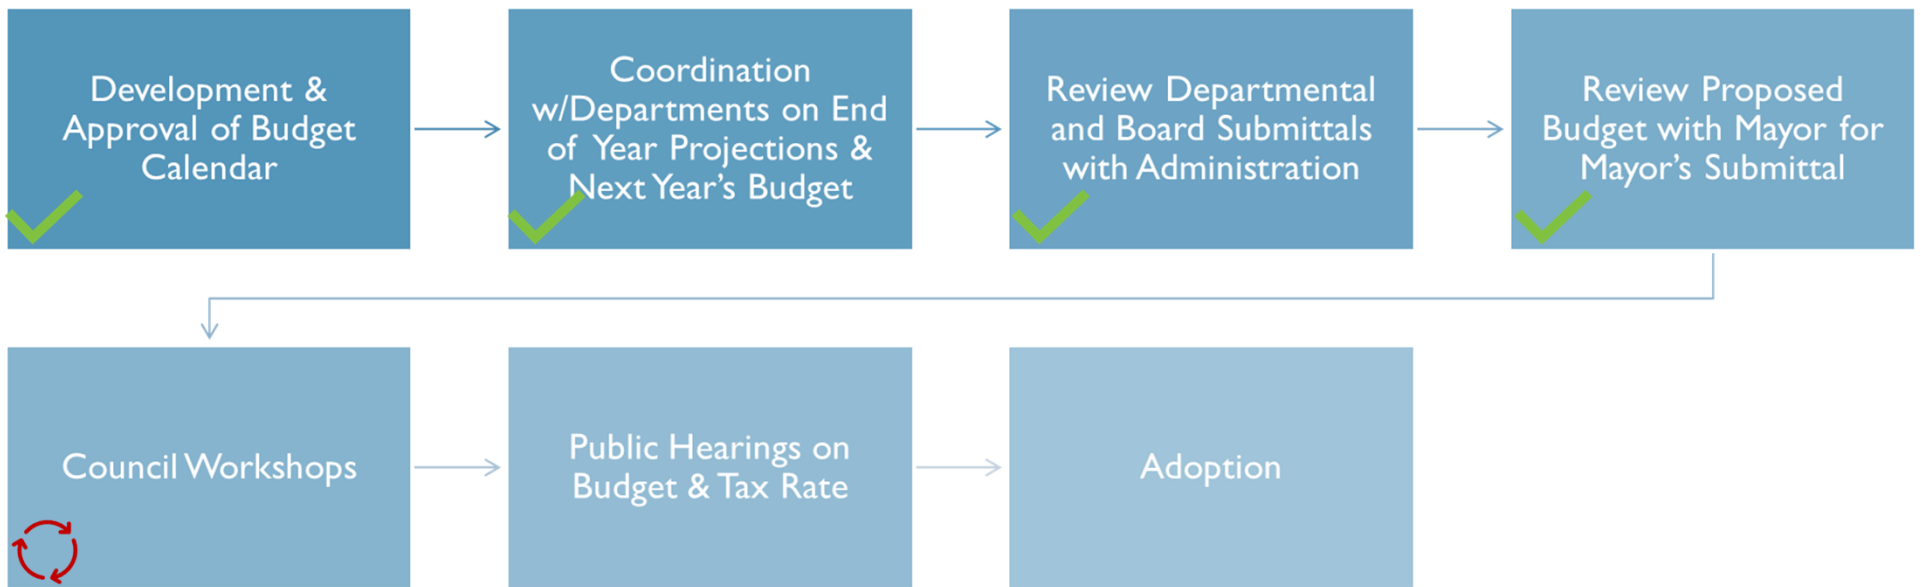 Development &
Approval of Budget
Calendar
Coordination
w/Departments on End
of Year Projections &
Next Year's Budget
Review Departmental
and Board Submittals
with Administration
Review Proposed
Budget with Mayor for
Mayor's Submittal
Council Workshops
Public Hearings on
Budget & Tax Rate
Adoption